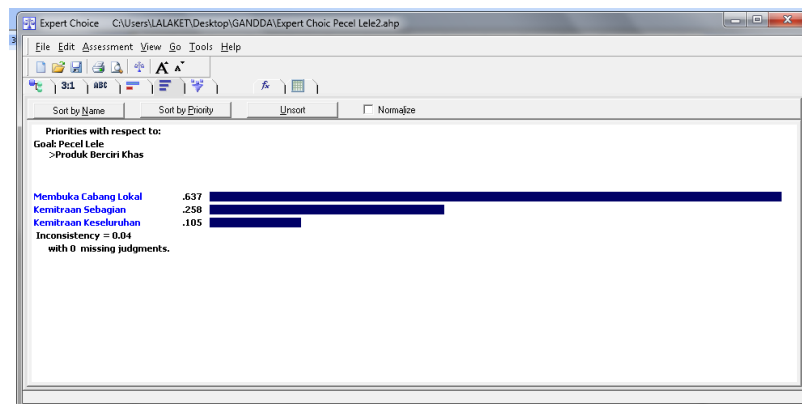 Expert Choice C:\Users\LALAKET\Desktop\GANDDA\Expert Choic Pecel Lele2.ahp
File Edit Assessment View Go Tools Help
A A
3:1 ABC fx
Sort by Name Sort by Priority Unsort Normalize
Priorities with respect to:
Goal: Pecel Lele
>Produk Berciri Khas
Membuka Cabang Lokal .637
Kemitraan Sebagian .258
Kemitraan Keseluruhan .105
Inconsistency = 0.04
with 0 missing judgments.